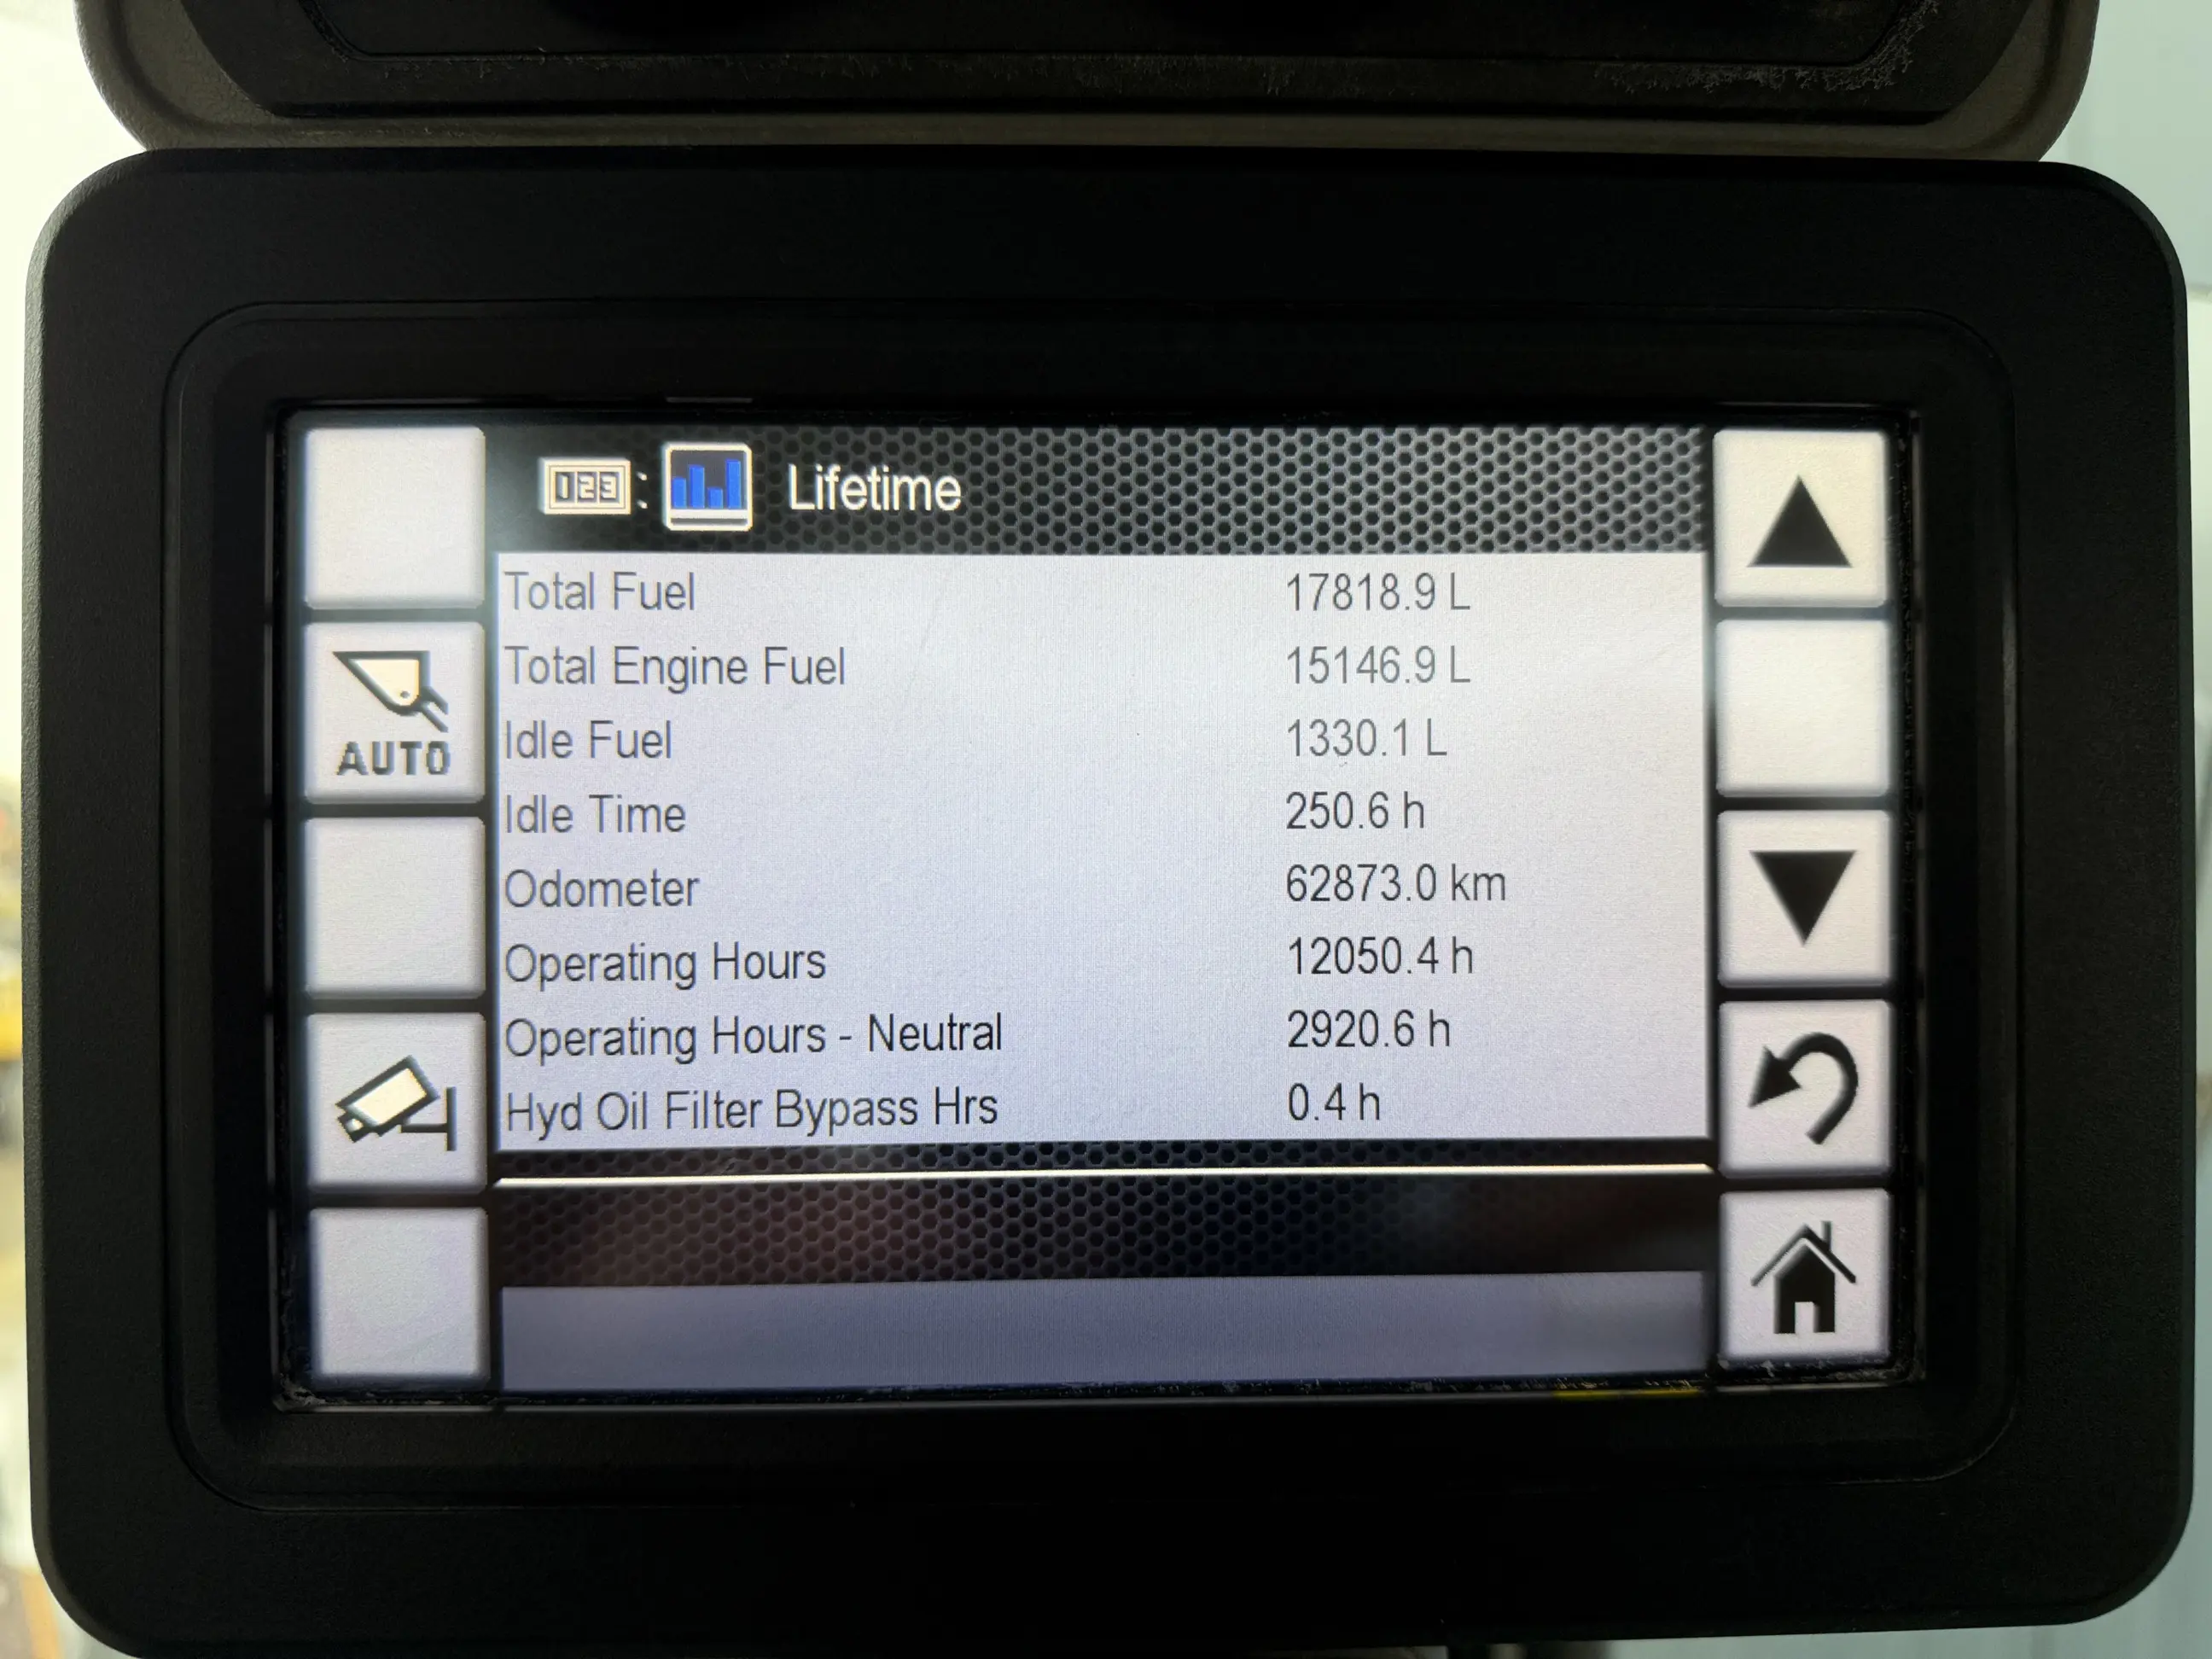 123 : Lifetime
Total Fuel 17818.9 L
Total Engine Fuel 15146.9 L
Idle Fuel 1330.1 L
Idle Time 250.6 h
Odometer 62873.0 km
Operating Hours 12050.4 h
Operating Hours - Neutral 2920.6 h
Hyd Oil Filter Bypass Hrs 0.4 h
AUTO